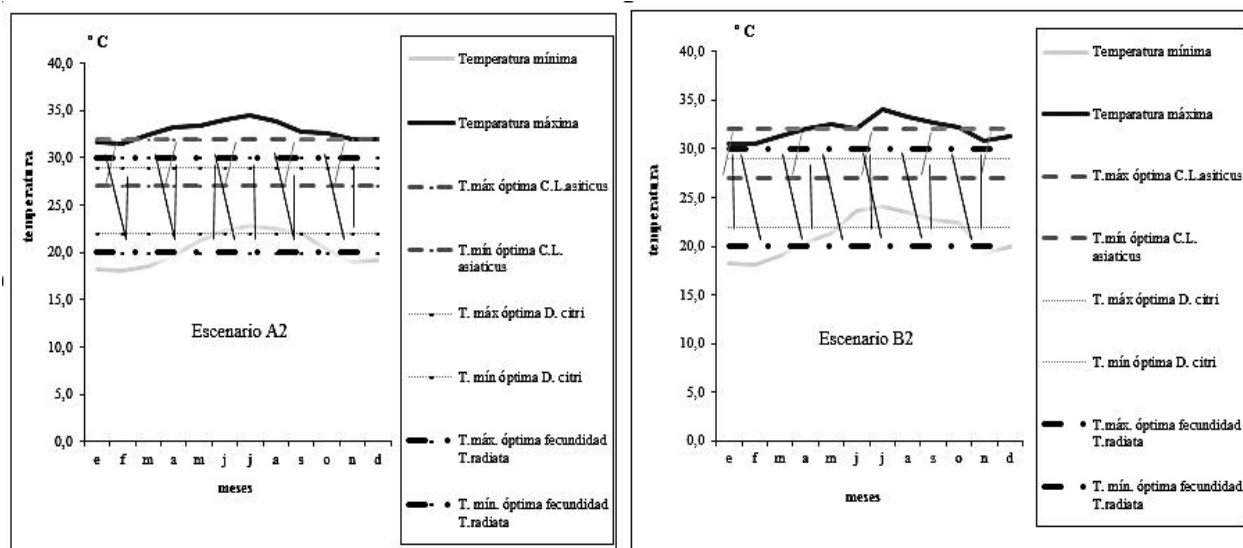 ° C
40,0
35,0
30,0
25,0
20,0
15,0
10,0
5,0
0,0
temperatura
e f m a m j j a s o n d
meses
Escenario A2
Temperatura mínima
Temparatura máxima
T.máx óptima C.L.asiticus
T.mín óptima C.L.
asiaticus
T. máx óptima D. citri
T. mín óptima D. citri
T.máx. óptima fecundidad
T.radiata
T.mín. óptima fecundidad
T.radiata
° C
40,0
35,0
30,0
25,0
20,0
15,0
10,0
5,0
0,0
temperatura
e f m a m j j a s o n d
meses
Escenario B2
Temperatura mínima
Temparatura máxima
T.máx óptima C.L.asiticus
T.mín óptima C.L.
asiaticus
T. máx óptima D. citri
T. mín óptima D. citri
T.máx. óptima fecundidad
T.radiata
T. mín. óptima fecundidad
T.radiata